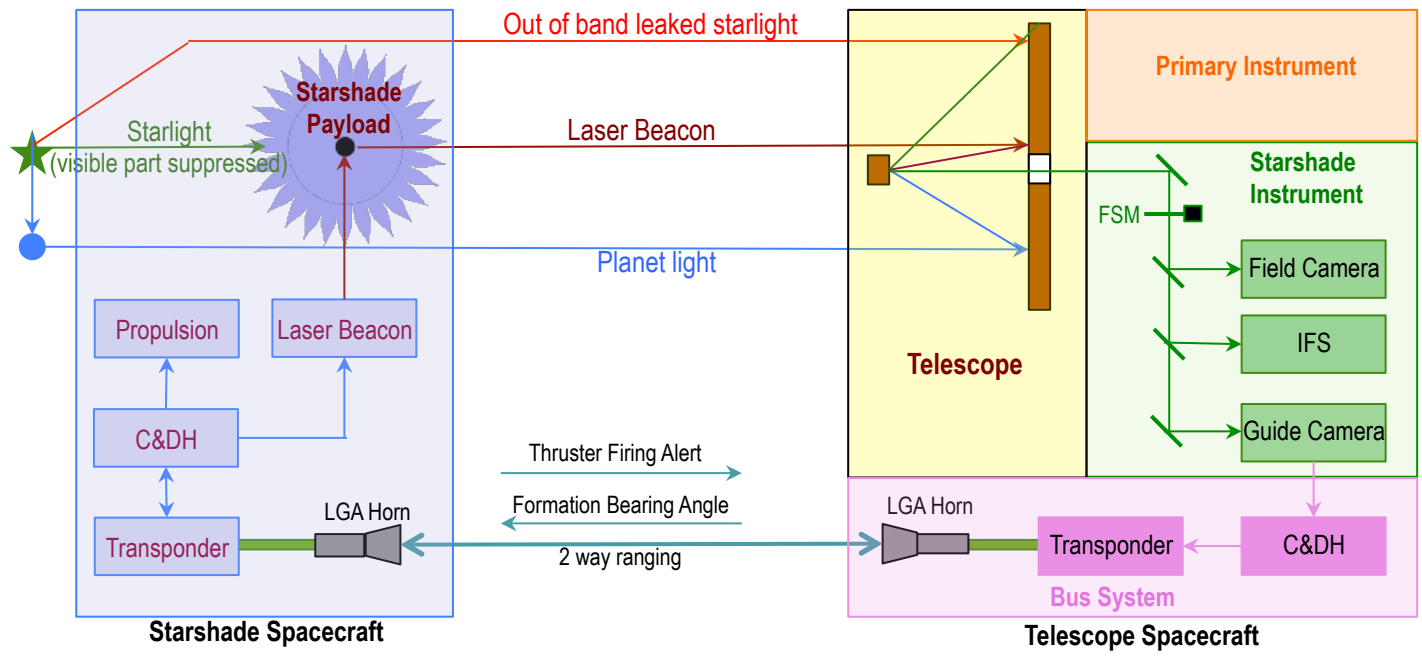 Out of band leaked starlight
Primary Instrument
Starshade
Payload
Starlight
(visible part suppressed)
Laser Beacon
Starshade
Instrument
FSM
Planet light
Field Camera
Propulsion
Laser Beacon
IFS
Telescope
C&DH
Guide Camera
Thruster Firing Alert
Formation Bearing Angle
LGA Horn
LGA Horn
Transponder
2 way ranging
Transponder
C&DH
Bus System
Starshade Spacecraft
Telescope Spacecraft